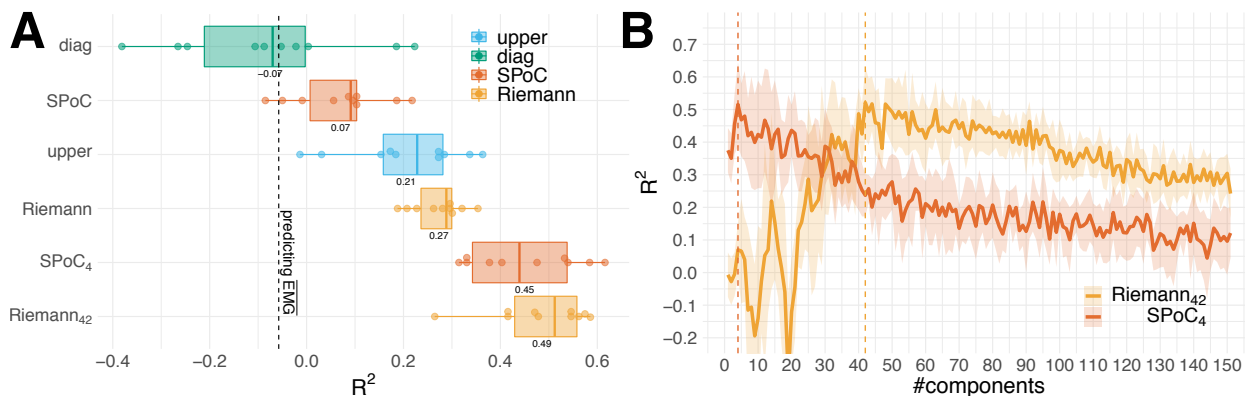 A
diag
SPoC
upper
Riemann
SPoC4
Riemann42
−0.07
0.07
0.21
0.27
0.45
0.49
predicting EMG
upper
diag
SPoC
Riemann
−0.4
−0.2
0.0
0.2
0.4
0.6
R2
B
0.7
0.6
0.5
0.4
0.3
0.2
0.1
0.0
−0.1
−0.2
R2
Riemann42
SPoC4
0 10 20 30 40 50 60 70 80 90 100 110 120 130 140 150
#components